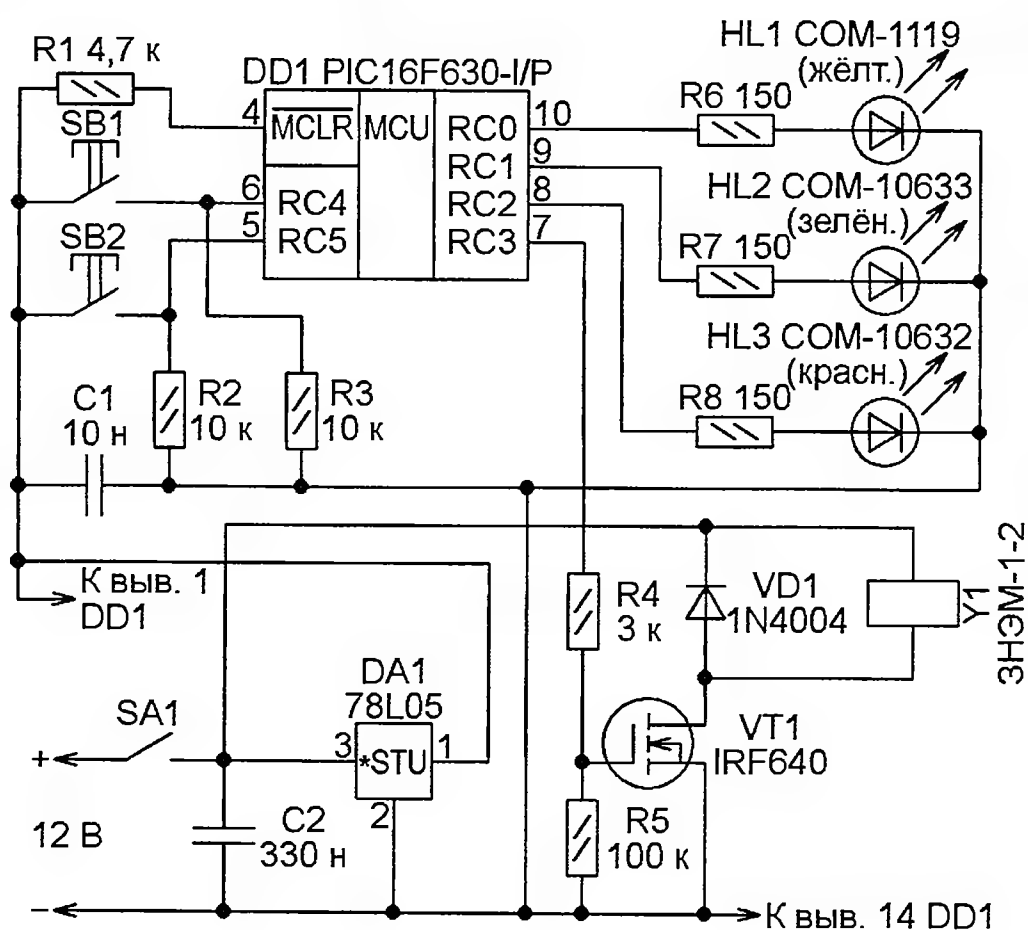 R1 4,7 к
DD1 PIC16F630-I/P
HL1 COM-1119
(жёлт.)
SB1
4
MCLR
MCU
RC0
10
R6 150
RC1
9
6
RC4
RC2
8
HL2 COM-10633
(зелён.)
SB2
5
RC5
RC3
7
R7 150
HL3 COM-10632
(красн.)
C1
10 н
R2
10 к
R3
10 к
R8 150
К выв. 1
DD1
R4
3 к
VD1
1N4004
Y1
ЗНЭМ-1-2
DA1
78L05
SA1
+
3
*STU
1
2
VT1
IRF640
12 В
C2
330 н
R5
100 к
–
К выв. 14 DD1